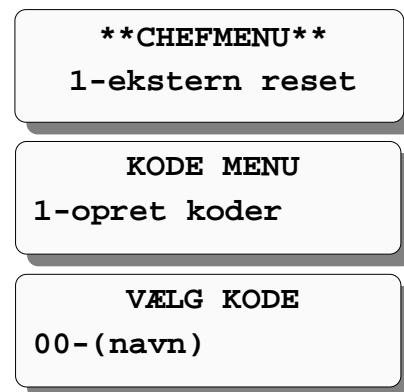 **CHEFMENU**
1-ekstern reset
KODE MENU
1-opret koder
VÆLG KODE
00-(navn)